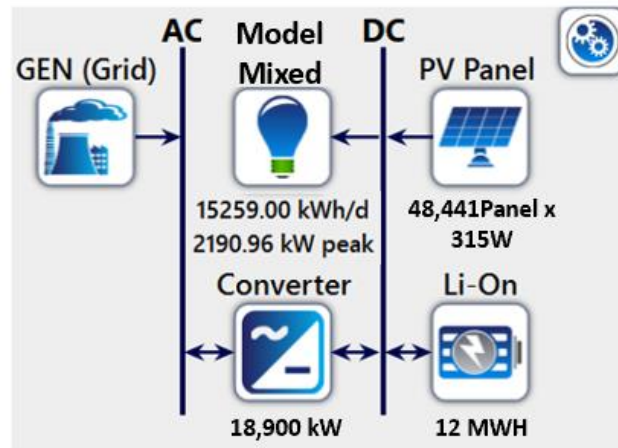 AC
Model
DC
GEN (Grid)
Mixed
PV Panel
15259.00 kWh/d
2190.96 kW peak
48,441Panel x
315W
Converter
Li-On
18,900 kW
12 MWH